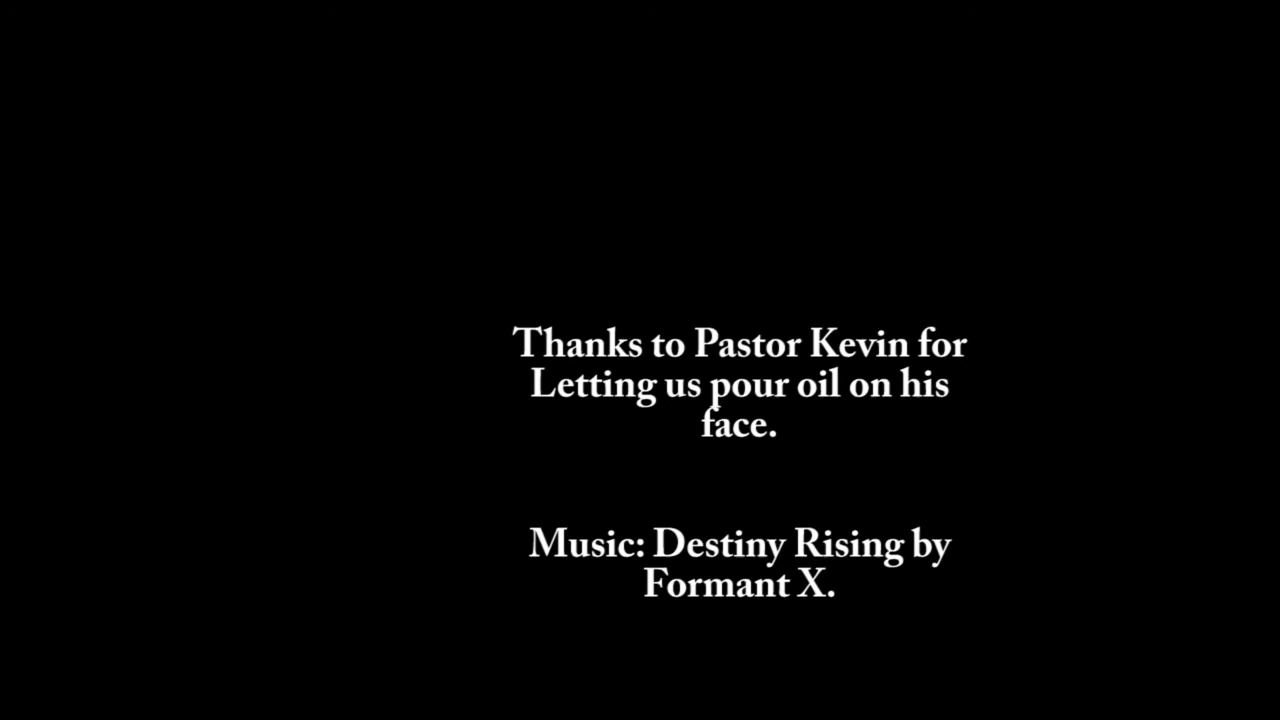 Thanks to Pastor Kevin for
Letting us pour oil on his
face.
Music: Destiny Rising by
Formant X.